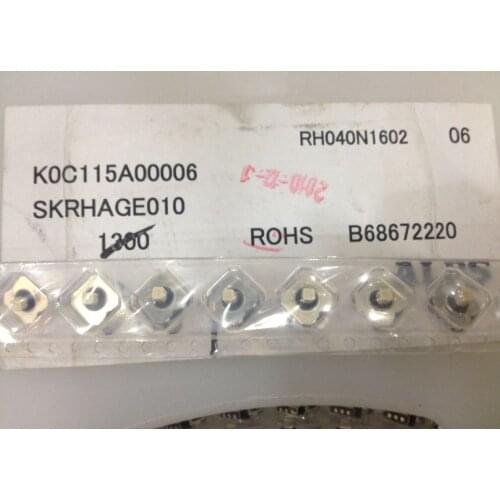 RH040N1602 06
K0C115A00006
2010-12-1
SKRHAGE010
1300 ROHS B68672220